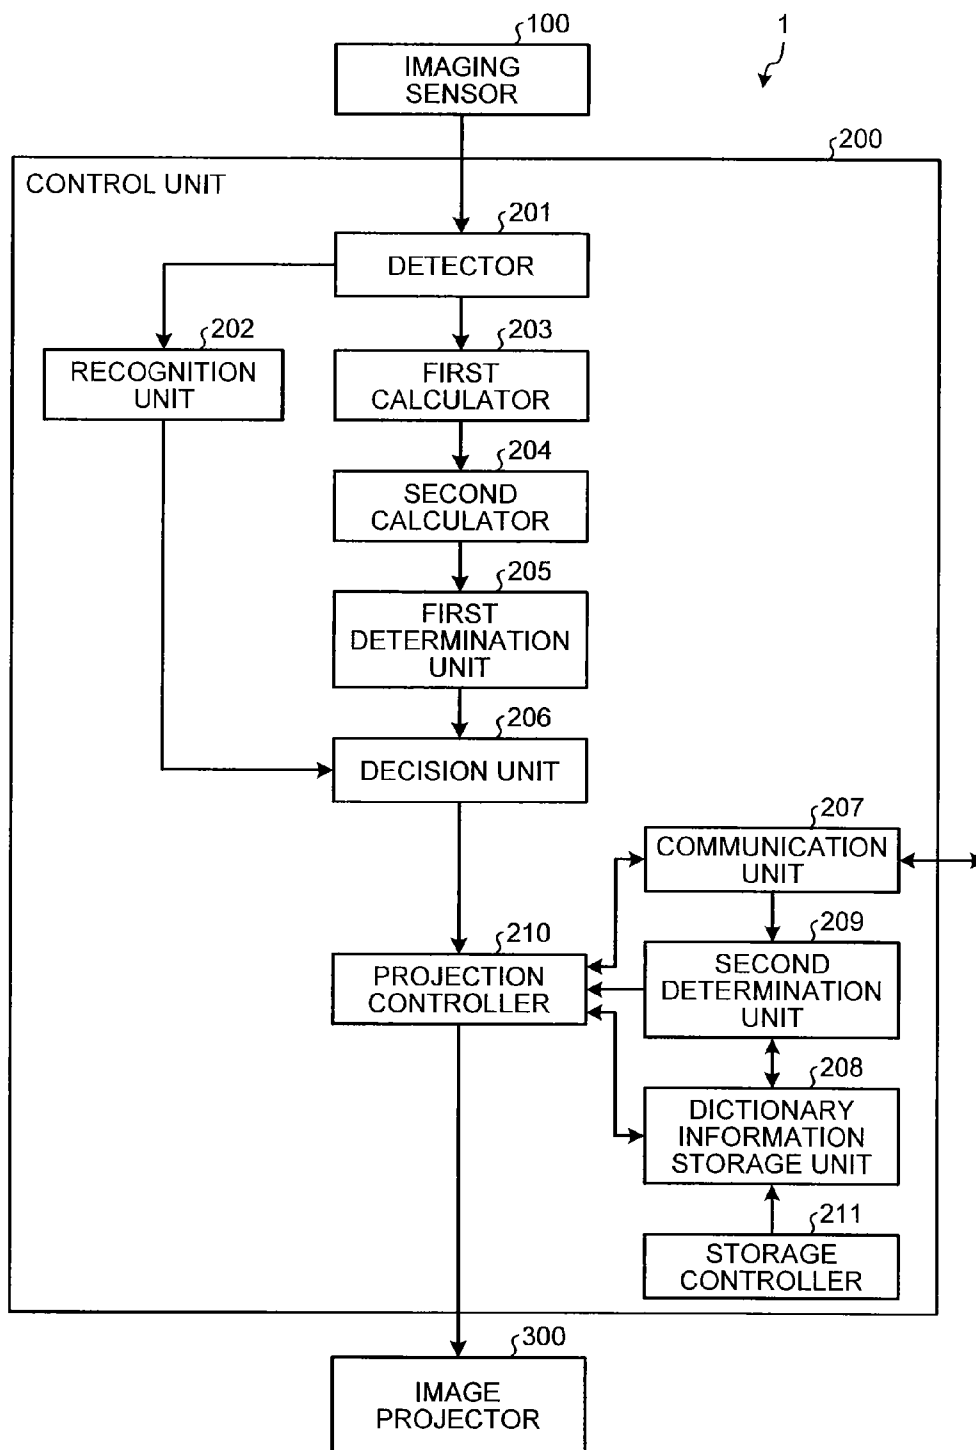 100
1
IMAGING
SENSOR
200
CONTROL UNIT
201
DETECTOR
202
203
RECOGNITION
UNIT
FIRST
CALCULATOR
204
SECOND
CALCULATOR
205
FIRST
DETERMINATION
UNIT
206
DECISION UNIT
207
COMMUNICATION
UNIT
210
209
PROJECTION
CONTROLLER
SECOND
DETERMINATION
UNIT
208
DICTIONARY
INFORMATION
STORAGE UNIT
211
STORAGE
CONTROLLER
300
IMAGE
PROJECTOR